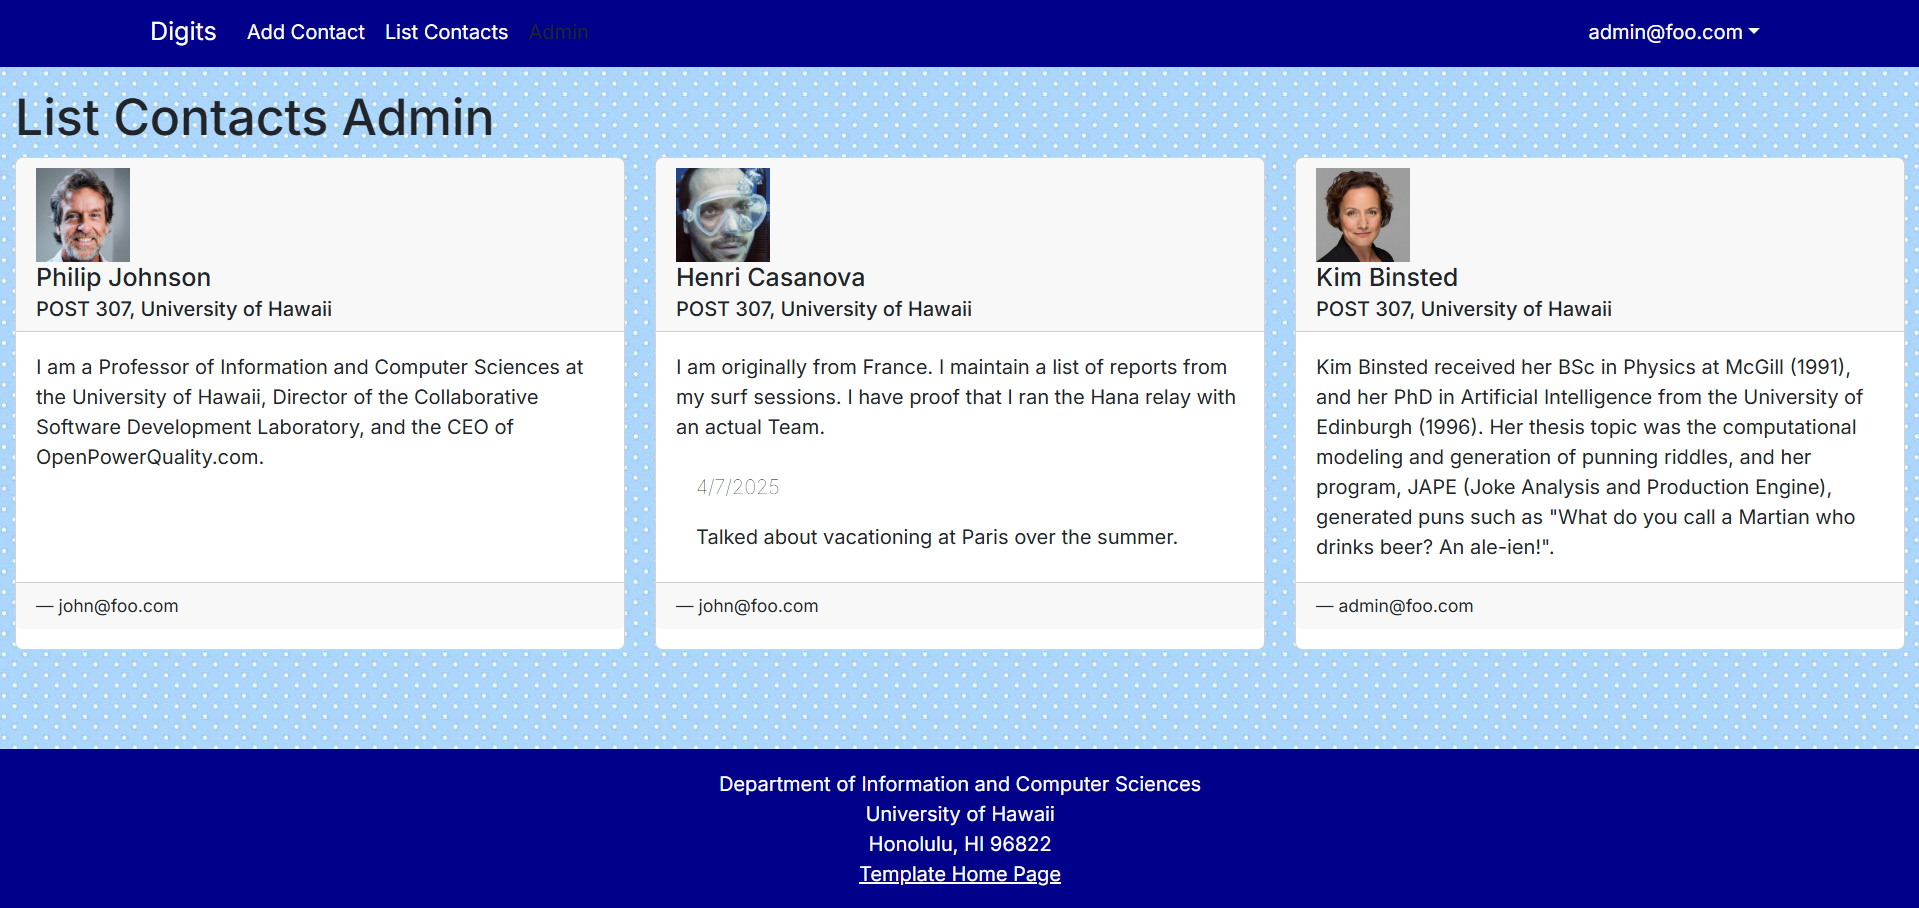 Digits Add Contact List Contacts Admin admin@foo.com
List Contacts Admin
Philip Johnson
POST 307, University of Hawaii
I am a Professor of Information and Computer Sciences at
the University of Hawaii, Director of the Collaborative
Software Development Laboratory, and the CEO of
OpenPowerQuality.com.
— john@foo.com
Henri Casanova
POST 307, University of Hawaii
I am originally from France. I maintain a list of reports from
my surf sessions. I have proof that I ran the Hana relay with
an actual Team.
4/7/2025
Talked about vacationing at Paris over the summer.
— john@foo.com
Kim Binsted
POST 307, University of Hawaii
Kim Binsted received her BSc in Physics at McGill (1991),
and her PhD in Artificial Intelligence from the University of
Edinburgh (1996). Her thesis topic was the computational
modeling and generation of punning riddles, and her
program, JAPE (Joke Analysis and Production Engine),
generated puns such as "What do you call a Martian who
drinks beer? An ale-ien!".
— admin@foo.com
Department of Information and Computer Sciences
University of Hawaii
Honolulu, HI 96822
Template Home Page